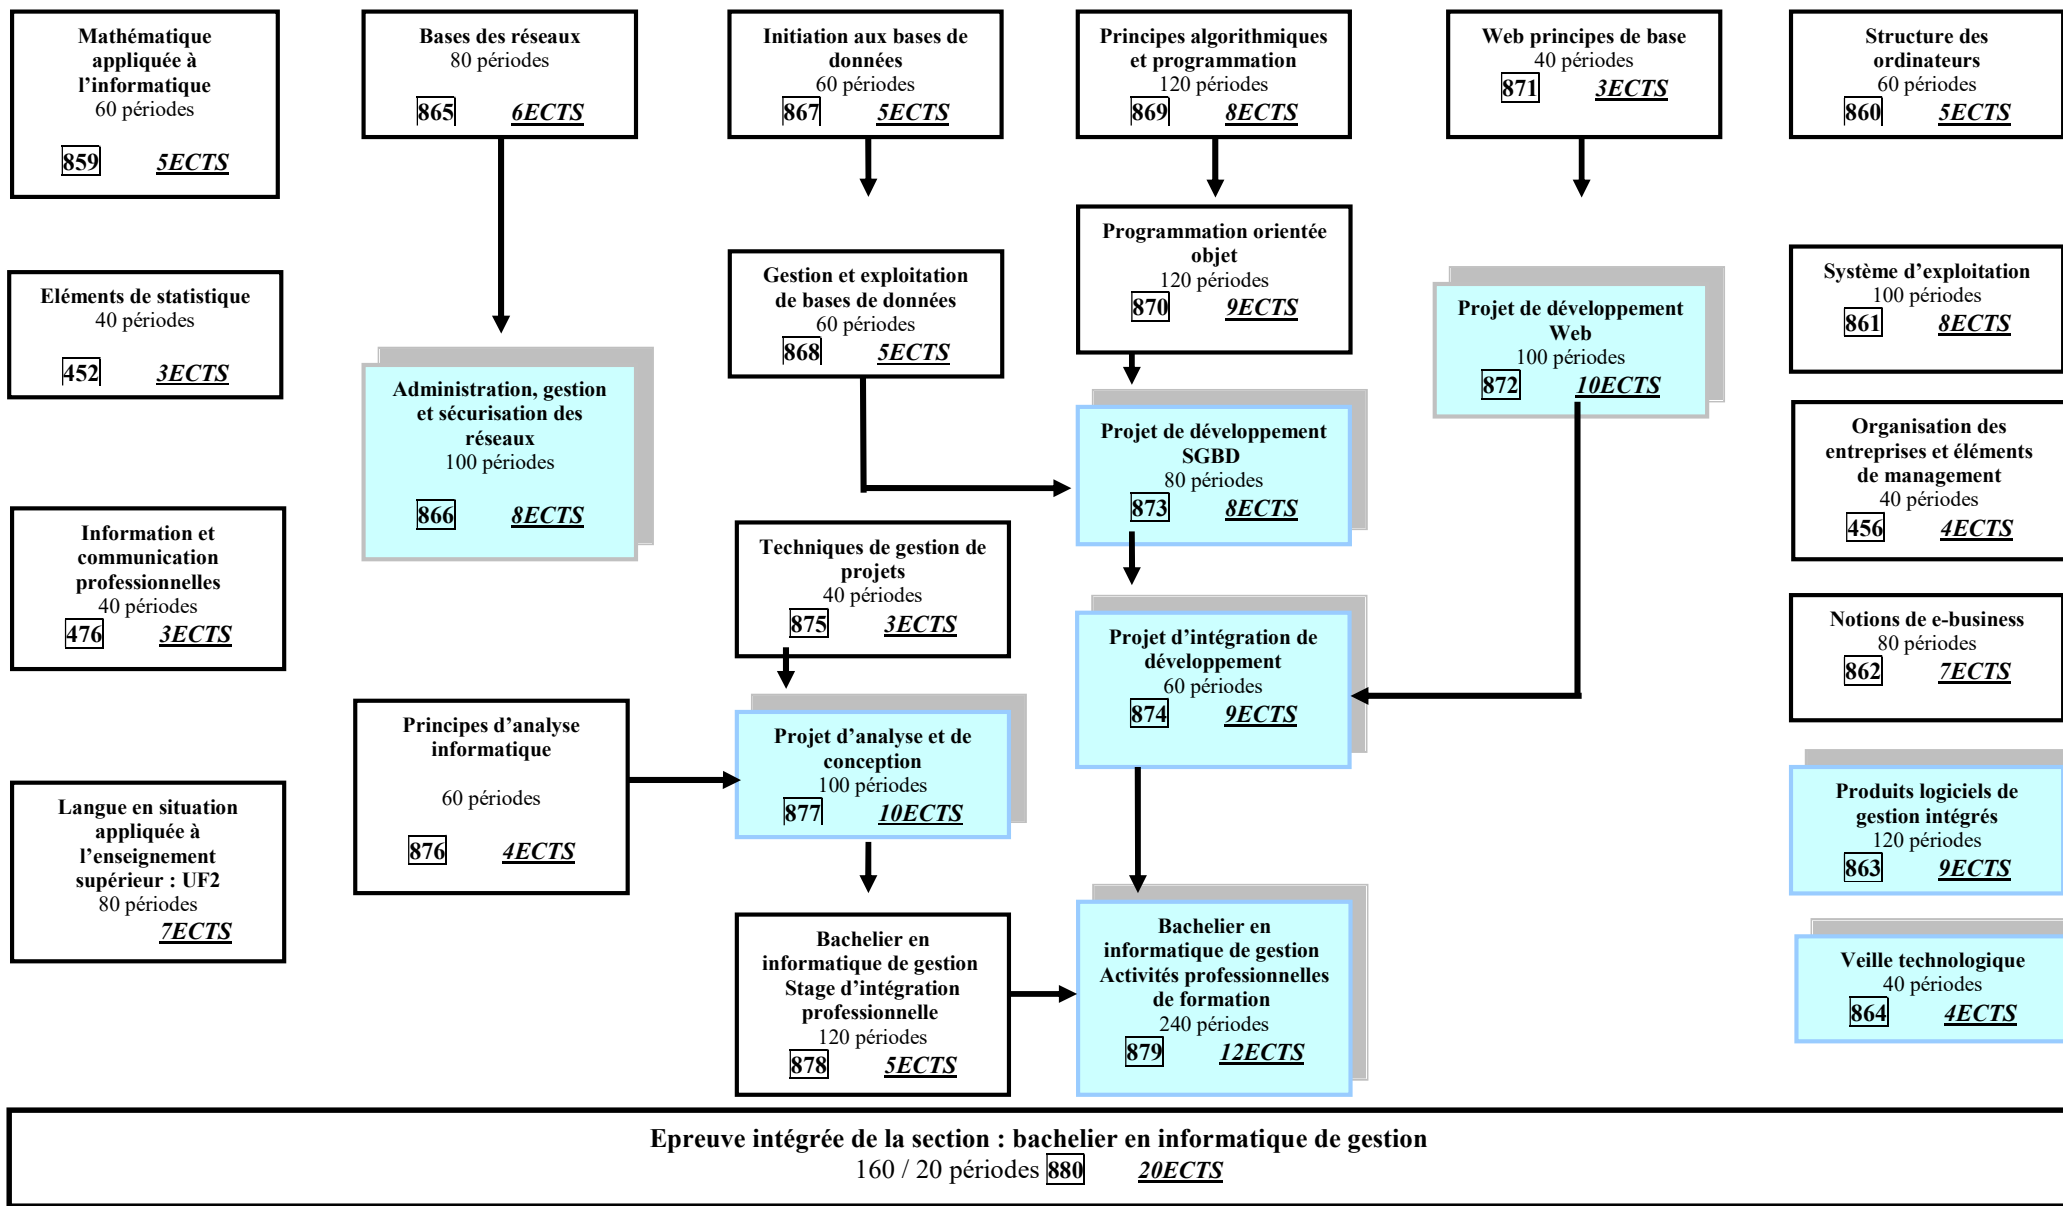 Mathématique
appliquée à
l'informatique
60 périodes
859 5ECTS
Bases des réseaux
80 périodes
865 6ECTS
Initiation aux bases de
données
60 périodes
867 5ECTS
Principes algorithmiques
et programmation
120 périodes
869 8ECTS
Web principes de base
40 périodes
871 3ECTS
Structure des
ordinateurs
60 périodes
860 5ECTS
Eléments de statistique
40 périodes
452 3ECTS
Administration, gestion
et sécurisation des
réseaux
100 périodes
866 8ECTS
Gestion et exploitation
de bases de données
60 périodes
868 5ECTS
Programmation orientée
objet
120 périodes
870 9ECTS
Projet de développement
Web
100 périodes
872 10ECTS
Système d'exploitation
100 périodes
861 8ECTS
Projet de développement
SGBD
80 périodes
873 8ECTS
Organisation des
entreprises et éléments
de management
40 périodes
456 4ECTS
Information et
communication
professionnelles
40 périodes
476 3ECTS
Techniques de gestion de
projets
40 périodes
875 3ECTS
Projet d'intégration de
développement
60 périodes
874 9ECTS
Notions de e-business
80 périodes
862 7ECTS
Principes d'analyse
informatique
60 périodes
876 4ECTS
Projet d'analyse et de
conception
100 périodes
877 10ECTS
Produits logiciels de
gestion intégrés
120 périodes
863 9ECTS
Langue en situation
appliquée à
l'enseignement
supérieur : UF2
80 périodes
7ECTS
Bachelier en
informatique de gestion
Stage d'intégration
professionnelle
120 périodes
878 5ECTS
Bachelier en
informatique de gestion
Activités professionnelles
de formation
240 périodes
879 12ECTS
Veille technologique
40 périodes
864 4ECTS
Epreuve intégrée de la section : bachelier en informatique de gestion
160 / 20 périodes 880 20ECTS